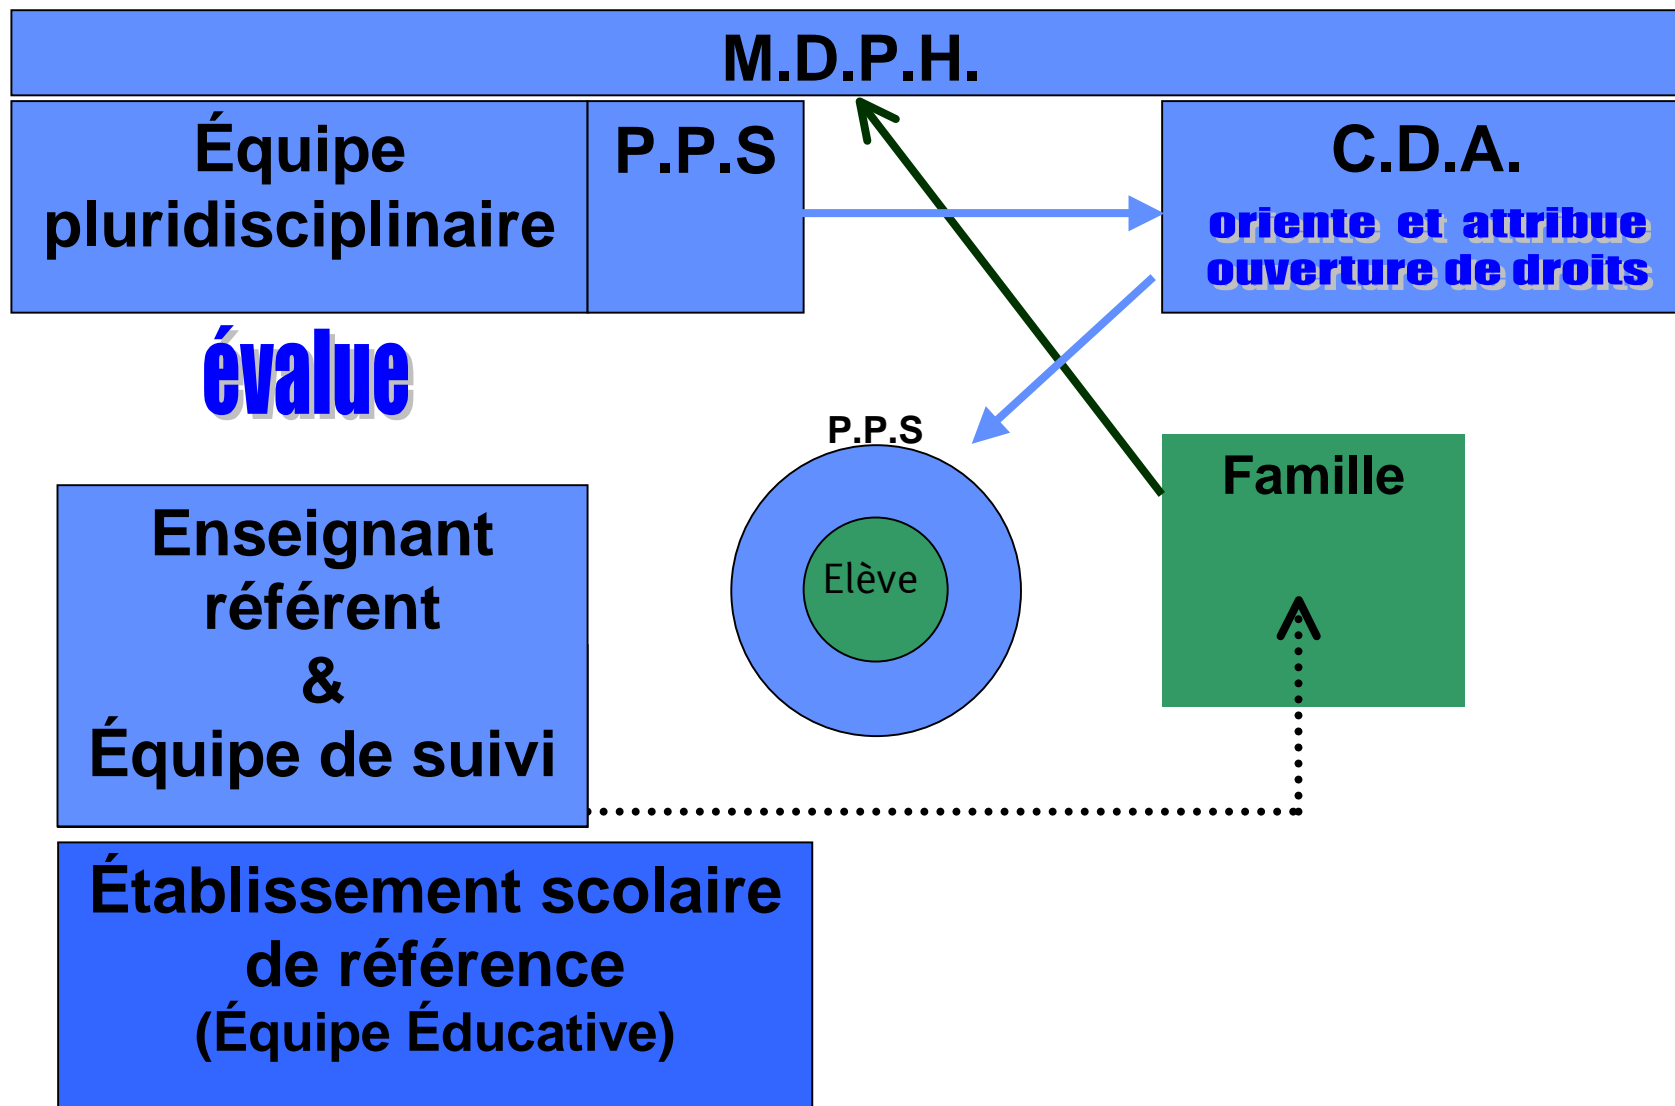 M.D.P.H.
Équipe
pluridisciplinaire
P.P.S
C.D.A.
oriente et attribue
ouverture de droits
évalue
P.P.S
Elève
Famille
Enseignant
référent
&
Équipe de suivi
Établissement scolaire
de référence
(Équipe Éducative)